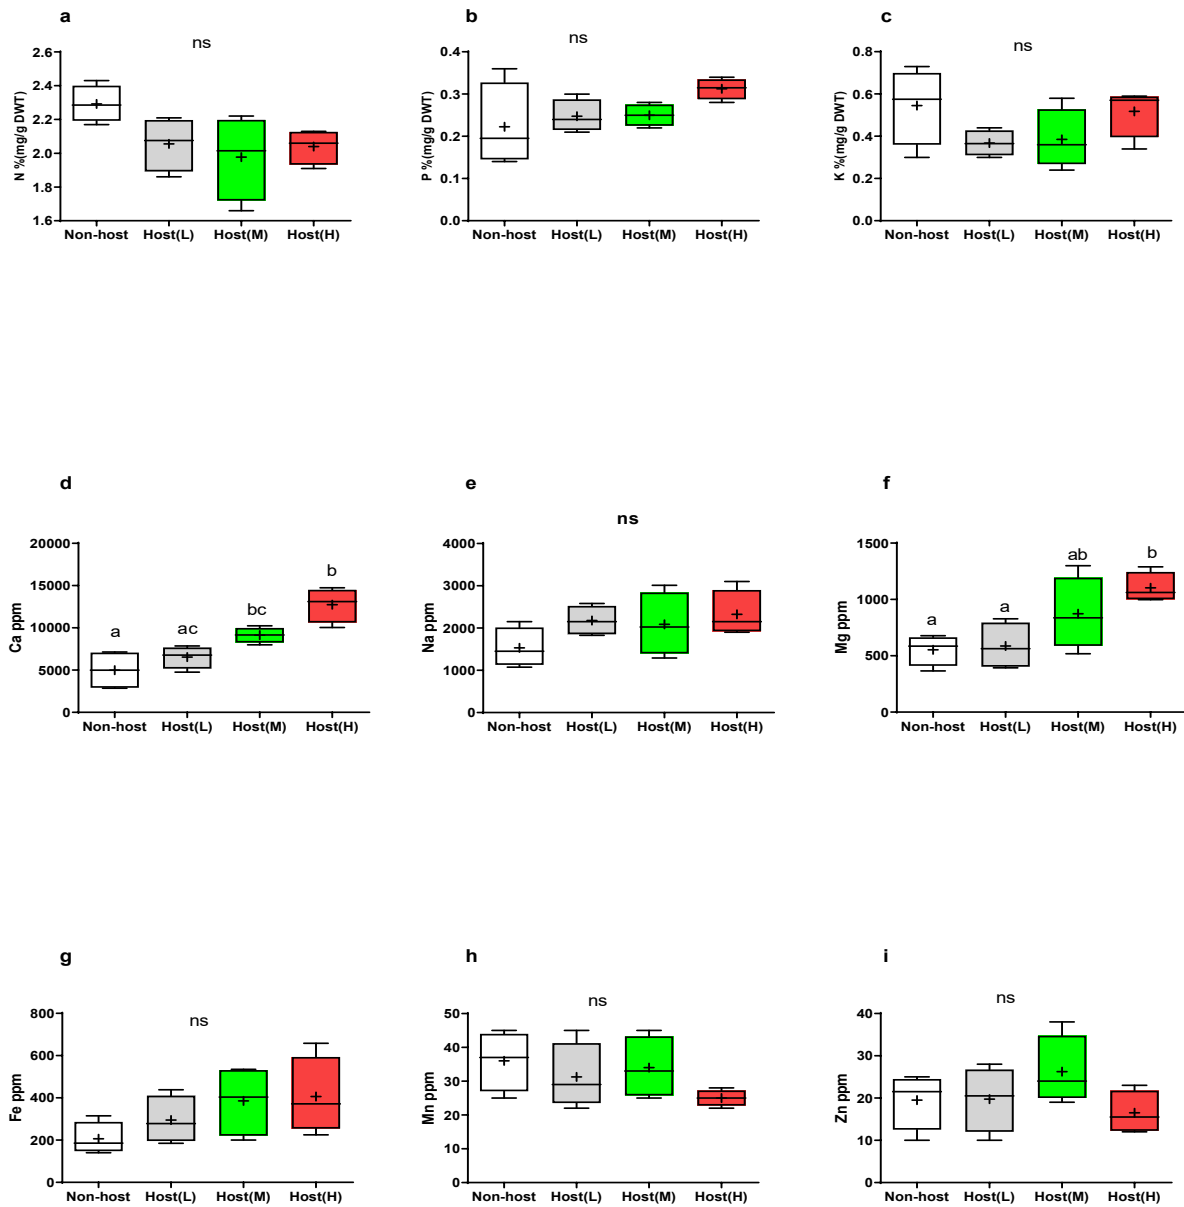 a
ns
N %(mg/g DWT)
2.6
2.4
2.2
2.0
1.8
1.6
Non-host Host(L) Host(M) Host(H)
b
ns
P %(mg/g DWT)
0.4
0.3
0.2
0.1
0.0
Non-host Host(L) Host(M) Host(H)
c
ns
K %(mg/g DWT)
0.8
0.6
0.4
0.2
0.0
Non-host Host(L) Host(M) Host(H)
d
Ca ppm
20000
15000
10000
5000
0
a ac bc b
Non-host Host(L) Host(M) Host(H)
e
ns
Na ppm
4000
3000
2000
1000
0
Non-host Host(L) Host(M) Host(H)
f
Mg ppm
1500
1000
500
0
a a ab b
Non-host Host(L) Host(M) Host(H)
g
ns
Fe ppm
800
600
400
200
0
Non-host Host(L) Host(M) Host(H)
h
ns
Mn ppm
50
40
30
20
10
0
Non-host Host(L) Host(M) Host(H)
i
ns
Zn ppm
40
30
20
10
0
Non-host Host(L) Host(M) Host(H)